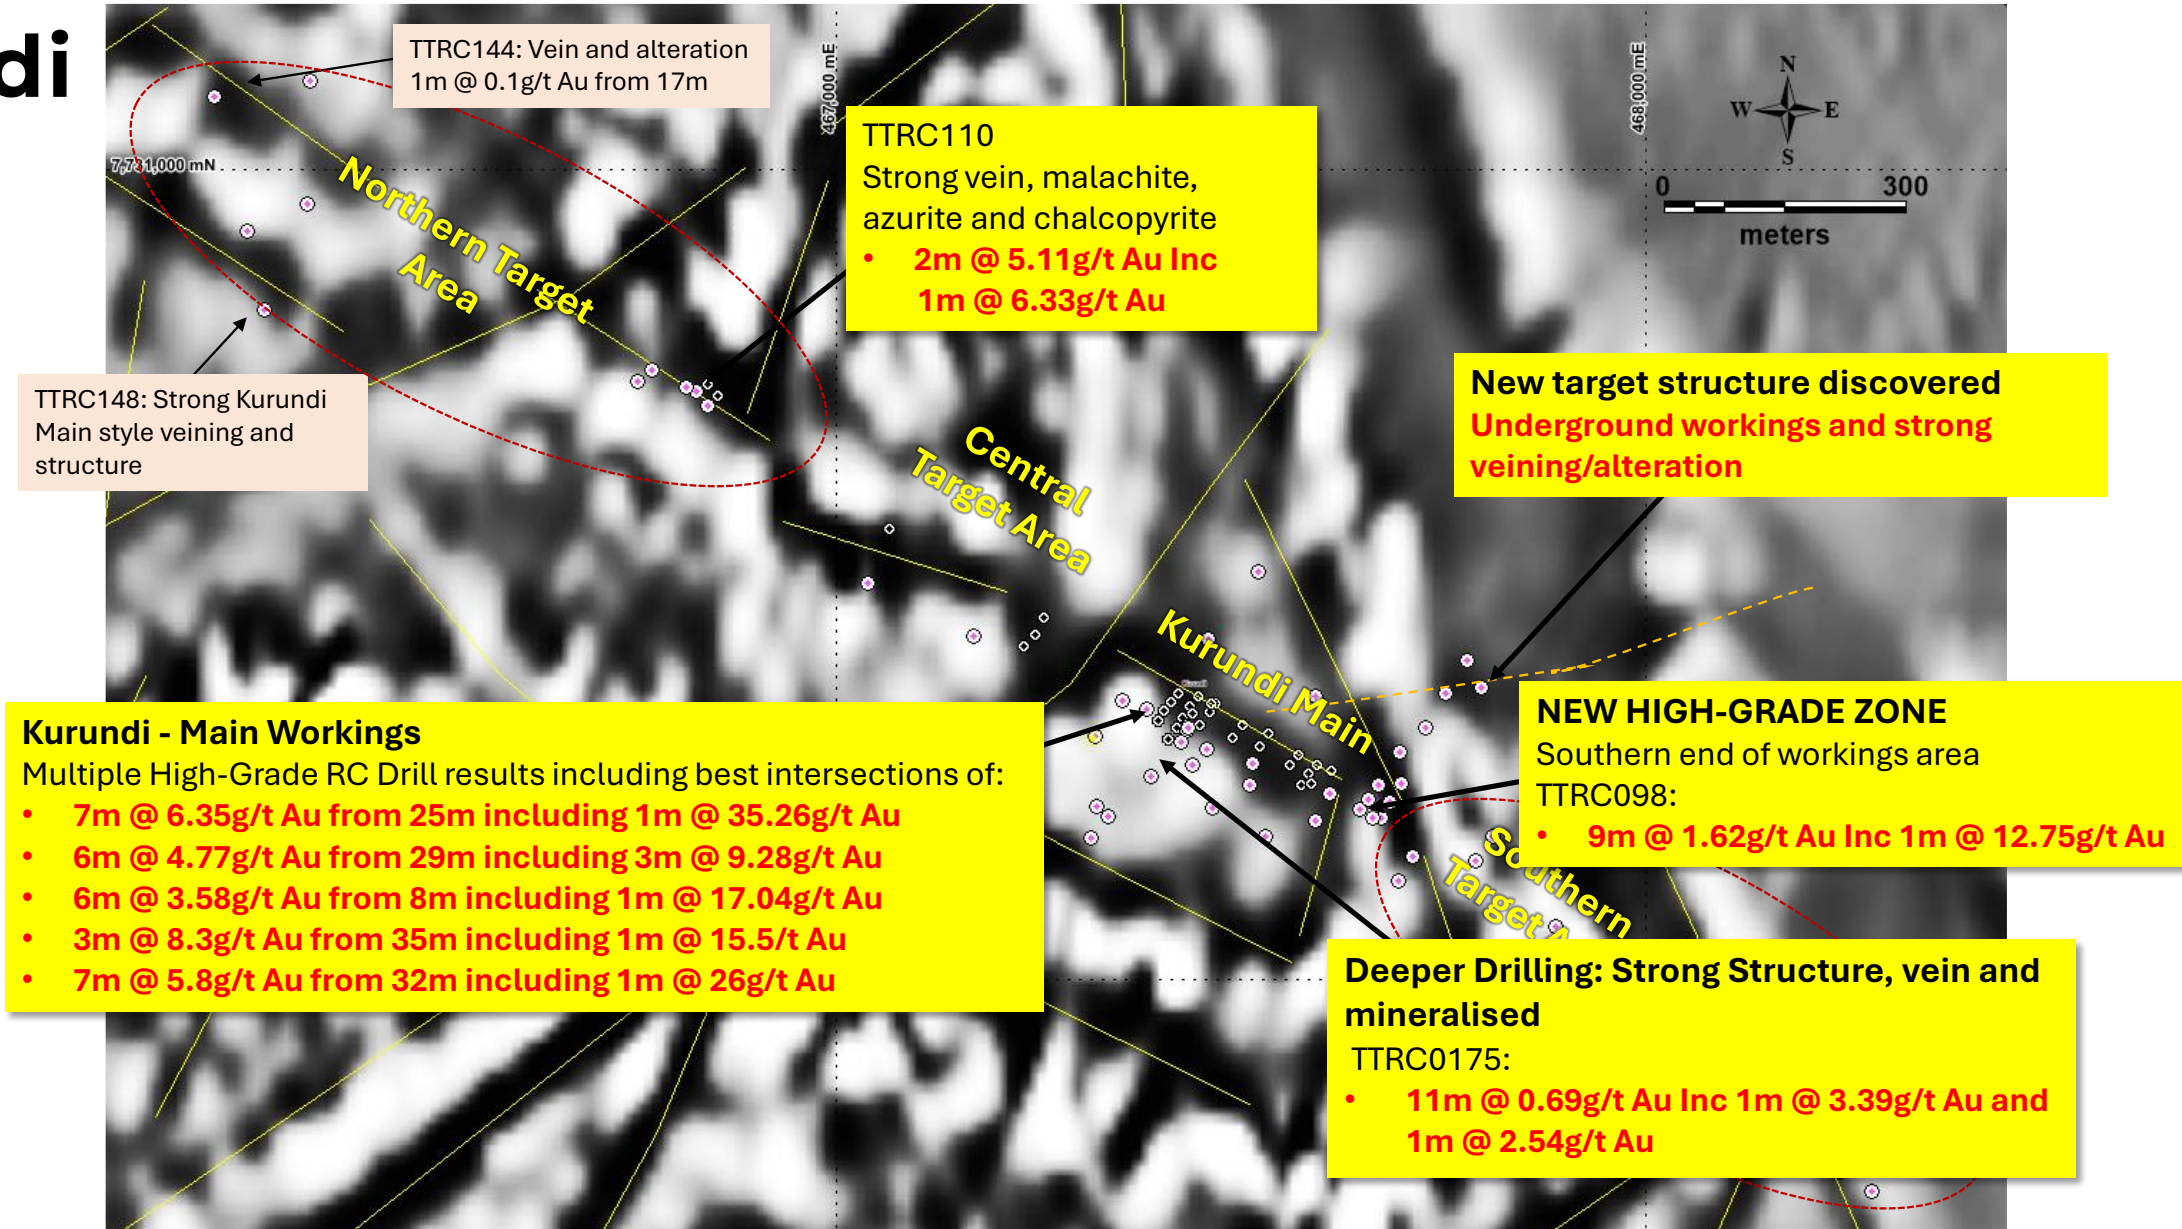 di
TTRC144: Vein and alteration
1m @ 0.1g/t Au from 17m
467,000 mE
468,000 mE
N
W
E
S
0
300
meters
7,731,000 mN
TTRC110
Strong vein, malachite,
azurite and chalcopyrite
• 2m @ 5.11g/t Au Inc
1m @ 6.33g/t Au
Northern Target
Area
TTRC148: Strong Kurundi
Main style veining and
structure
New target structure discovered
Underground workings and strong
veining/alteration
Central
Target Area
Kurundi Main
Kurundi - Main Workings
Multiple High-Grade RC Drill results including best intersections of:
• 7m @ 6.35g/t Au from 25m including 1m @ 35.26g/t Au
• 6m @ 4.77g/t Au from 29m including 3m @ 9.28g/t Au
• 6m @ 3.58g/t Au from 8m including 1m @ 17.04g/t Au
• 3m @ 8.3g/t Au from 35m including 1m @ 15.5/t Au
• 7m @ 5.8g/t Au from 32m including 1m @ 26g/t Au
NEW HIGH-GRADE ZONE
Southern end of workings area
TTRC098:
• 9m @ 1.62g/t Au Inc 1m @ 12.75g/t Au
Southern
Target A
Deeper Drilling: Strong Structure, vein and
mineralised
TTRC0175:
• 11m @ 0.69g/t Au Inc 1m @ 3.39g/t Au and
1m @ 2.54g/t Au